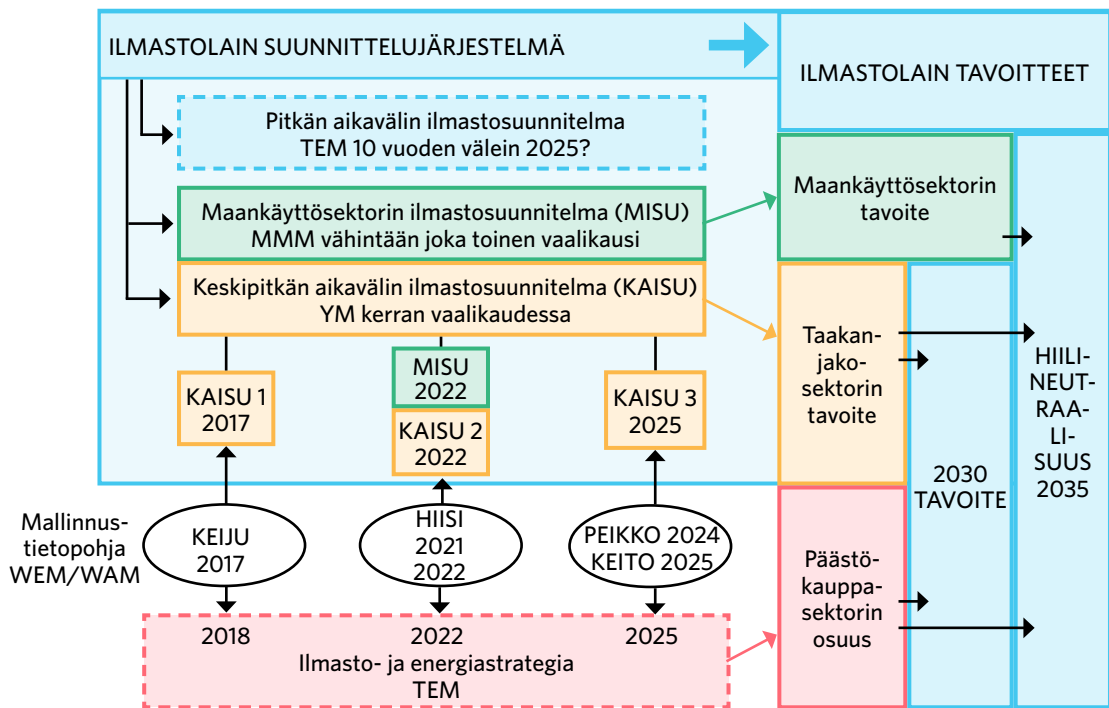 ILMASTOLAIN SUUNNITTELUJÄRJESTELMÄ
ILMASTOLAIN TAVOITTEET
Pitkän aikavälin ilmastosuunnitelma
TEM 10 vuoden välein 2025?
Maankäyttösektorin ilmastosuunnitelma (MISU)
MMM vähintään joka toinen vaalikausi
Maankäyttösektorin
tavoite
Keskipitkän aikavälin ilmastosuunnitelma (KAISU)
YM kerran vaalikaudessa
Taakan-
jako-
sektorin
tavoite
HIILI-
NEUT-
RAA-
LI-
SUUS
2035
KAISU 1
2017
MISU
2022
KAISU 2
2022
KAISU 3
2025
2030
TAVOITE
Mallinnus-
tietopohja
WEM/WAM
KEIJU
2017
HIISI
2021
2022
PEIKKO 2024
KEITO 2025
Päästö-
kauppa-
sektorin
osuus
2018
2022
2025
Ilmasto- ja energiastrategia
TEM